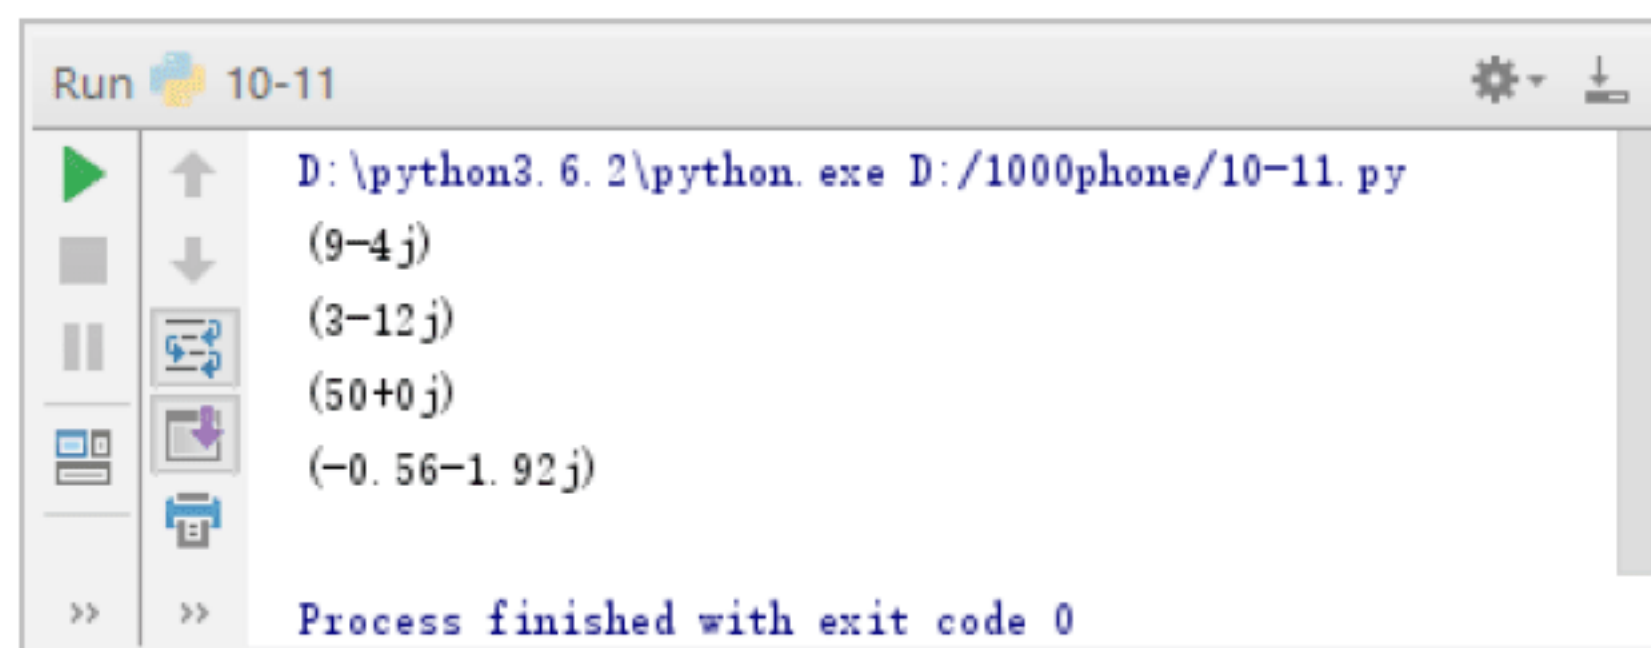 Run 10-11
D:\python3.6.2\python.exe D:/1000phone/10-11.py
(9-4j)
(3-12j)
(50+0j)
(-0.56-1.92j)
Process finished with exit code 0